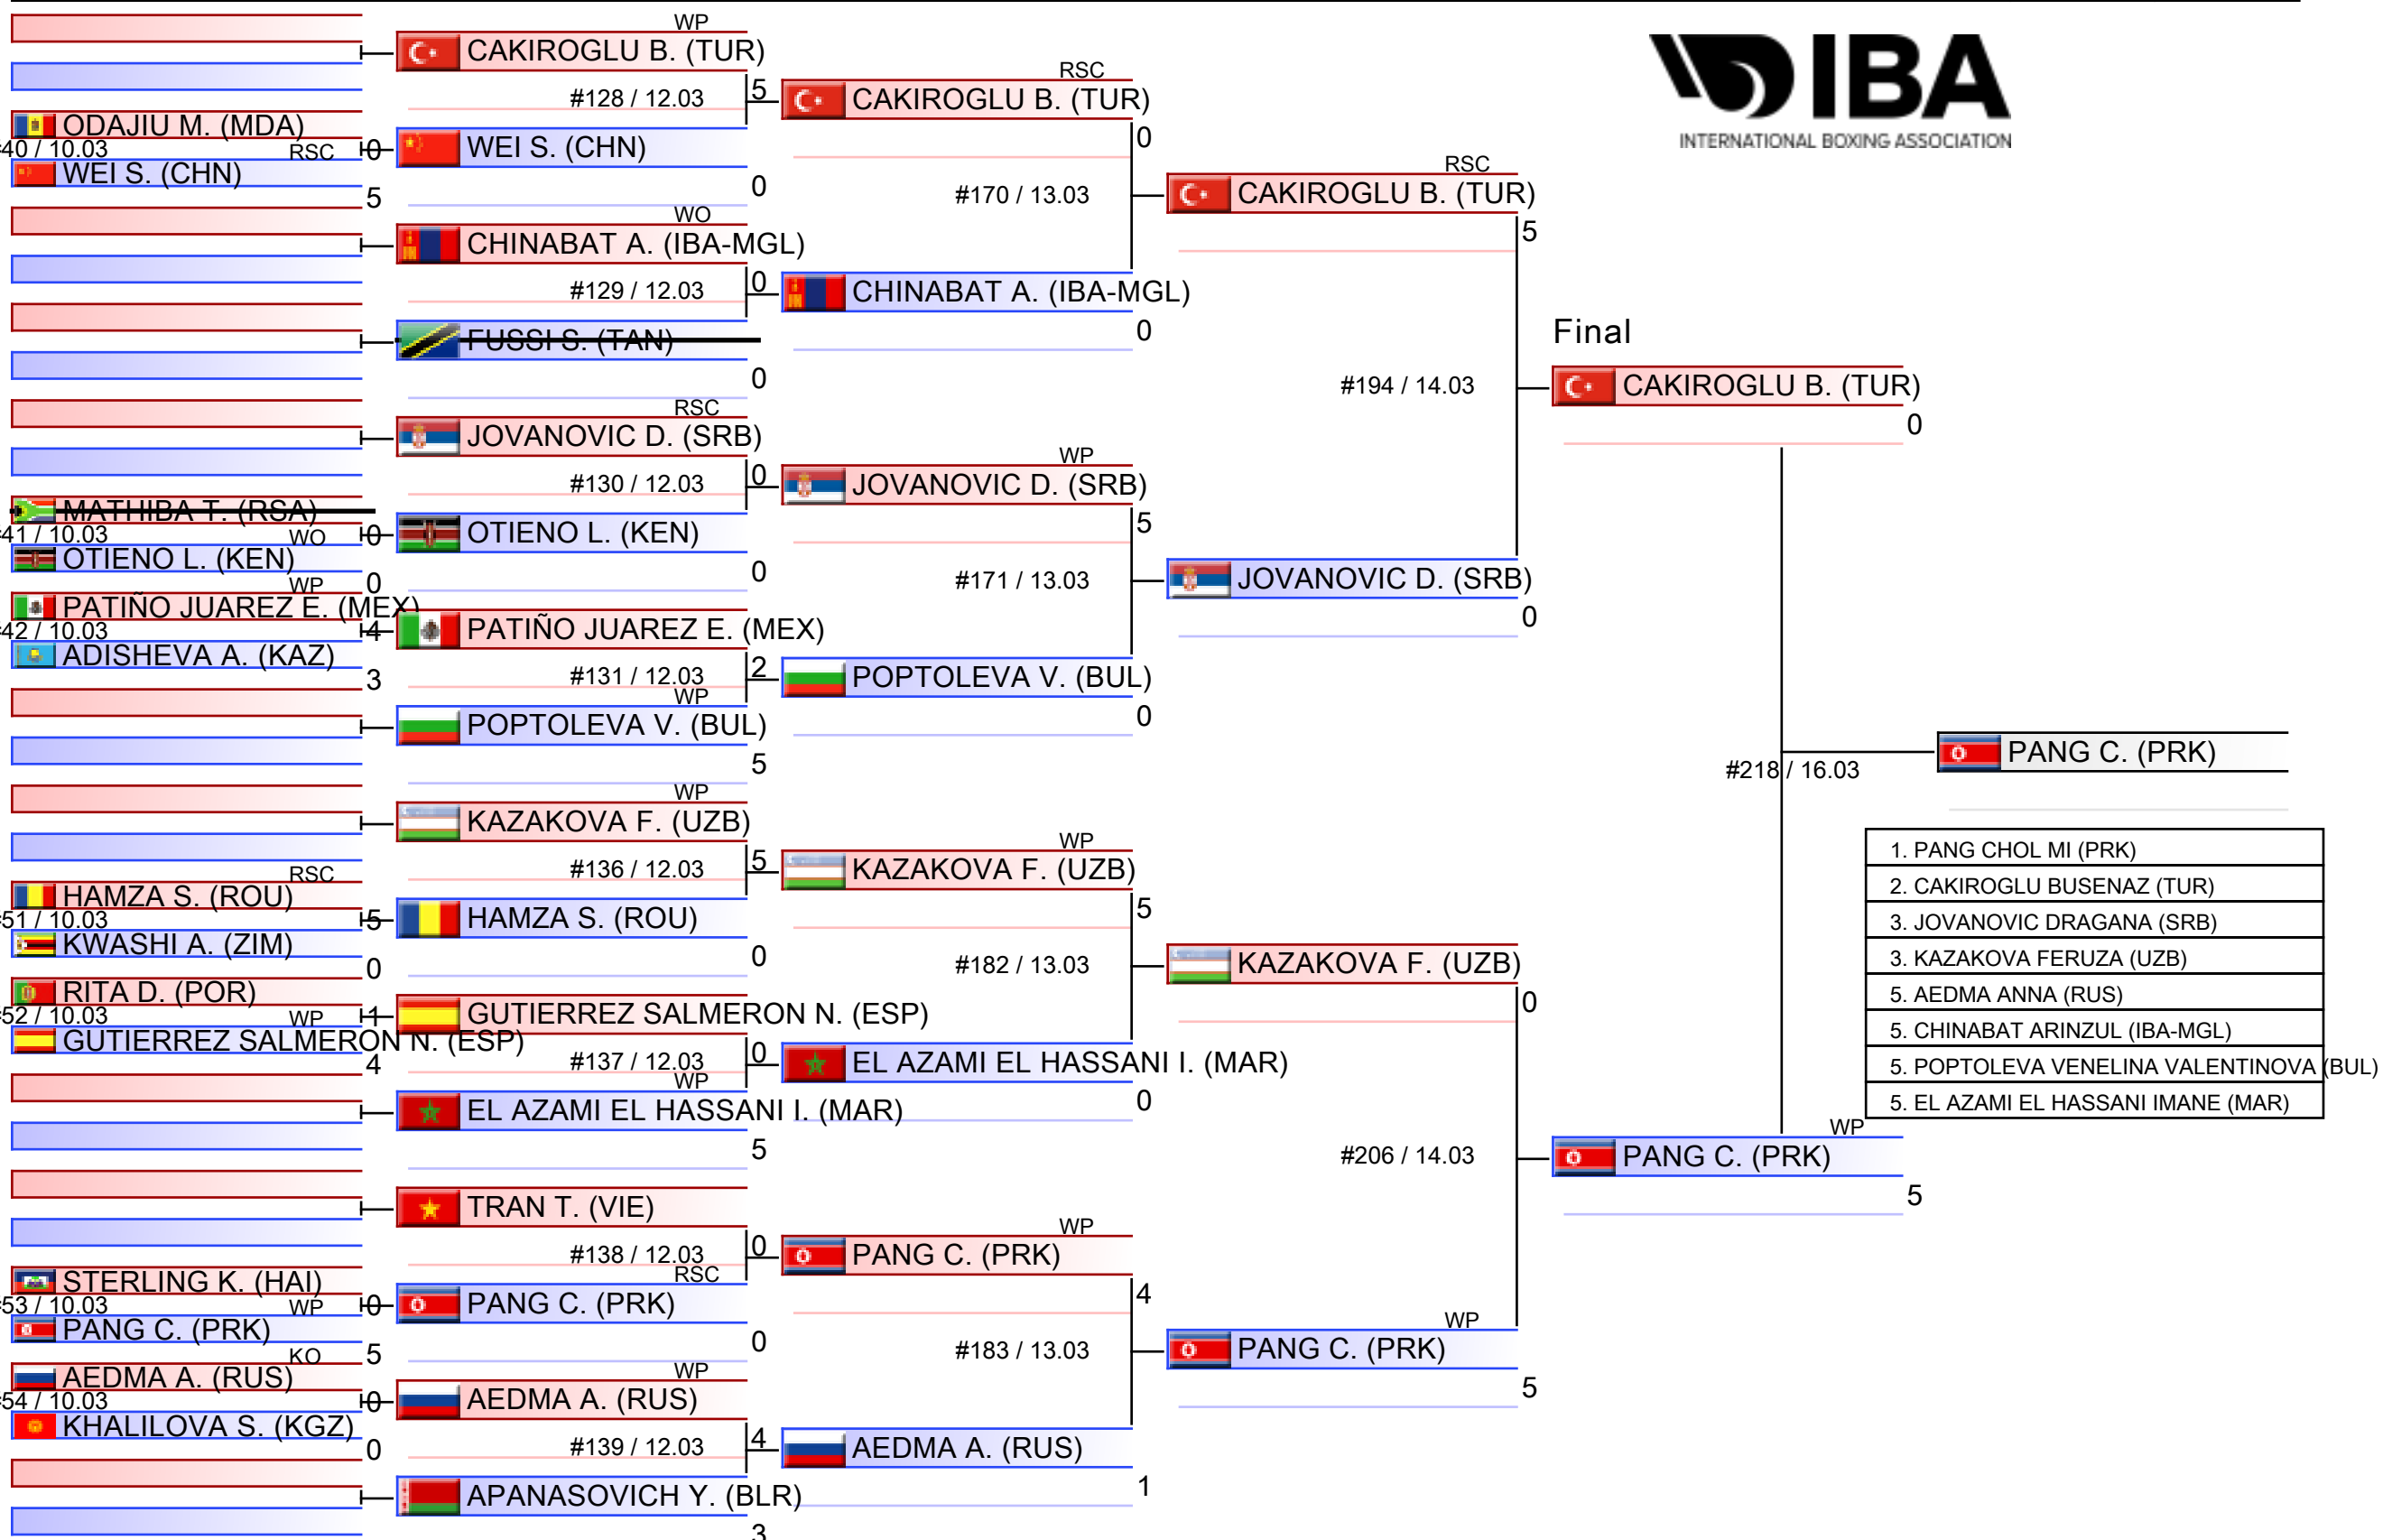 IBA
INTERNATIONAL BOXING ASSOCIATION
ODAJIU M. (MDA)
40 / 10.03
RSC
0
WEI S. (CHN)
5
MATHIBA T. (RSA)
41 / 10.03
WO
0
OTIENO L. (KEN)
0
WP
PATIÑO JUAREZ E. (MEX)
42 / 10.03
4
ADISHEVA A. (KAZ)
3
RSC
HAMZA S. (ROU)
51 / 10.03
5
KWASHI A. (ZIM)
0
RITA D. (POR)
52 / 10.03
WP
1
GUTIERREZ SALMERON N. (ESP)
4
STERLING K. (HAI)
53 / 10.03
WP
0
PANG C. (PRK)
5
KO
AEDMA A. (RUS)
54 / 10.03
0
KHALILOVA S. (KGZ)
0
WP
CAKIROGLU B. (TUR)
#128 / 12.03
5
WEI S. (CHN)
0
WO
CHINABAT A. (IBA-MGL)
#129 / 12.03
0
FUSSI S. (TAN)
0
RSC
JOVANOVIC D. (SRB)
#130 / 12.03
0
OTIENO L. (KEN)
0
PATIÑO JUAREZ E. (MEX)
#131 / 12.03
2
WP
POPTOLEVA V. (BUL)
5
WP
KAZAKOVA F. (UZB)
#136 / 12.03
5
HAMZA S. (ROU)
0
GUTIERREZ SALMERON N. (ESP)
#137 / 12.03
0
WP
EL AZAMI EL HASSANI I. (MAR)
5
TRAN T. (VIE)
#138 / 12.03
0
RSC
PANG C. (PRK)
0
WP
AEDMA A. (RUS)
#139 / 12.03
4
APANASOVICH Y. (BLR)
3
RSC
CAKIROGLU B. (TUR)
0
#170 / 13.03
CHINABAT A. (IBA-MGL)
0
WP
JOVANOVIC D. (SRB)
5
#171 / 13.03
POPTOLEVA V. (BUL)
0
WP
KAZAKOVA F. (UZB)
5
#182 / 13.03
EL AZAMI EL HASSANI I. (MAR)
0
WP
PANG C. (PRK)
4
#183 / 13.03
AEDMA A. (RUS)
1
RSC
CAKIROGLU B. (TUR)
5
#194 / 14.03
JOVANOVIC D. (SRB)
0
KAZAKOVA F. (UZB)
0
#206 / 14.03
WP
PANG C. (PRK)
5
Final
CAKIROGLU B. (TUR)
0
#218 / 16.03
WP
PANG C. (PRK)
5
PANG C. (PRK)
1. PANG CHOL MI (PRK)
2. CAKIROGLU BUSENAZ (TUR)
3. JOVANOVIC DRAGANA (SRB)
3. KAZAKOVA FERUZA (UZB)
5. AEDMA ANNA (RUS)
5. CHINABAT ARINZUL (IBA-MGL)
5. POPTOLEVA VENELINA VALENTINOVA (BUL)
5. EL AZAMI EL HASSANI IMANE (MAR)